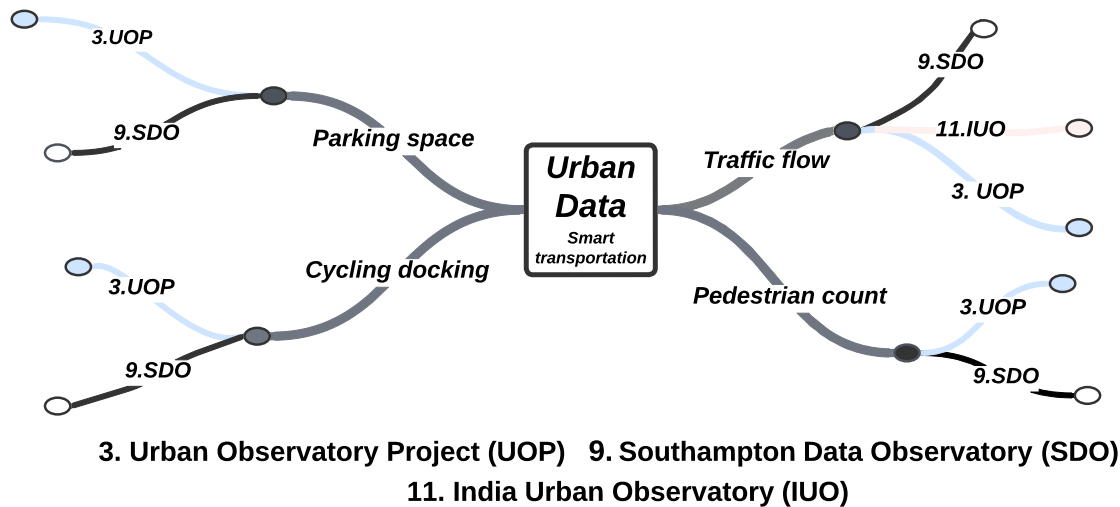 3.UOP
9.SDO
Parking space
3.UOP
Cycling docking
9.SDO
Urban
Data
Smart
transportation
9.SDO
11.IUO
Traffic flow
3. UOP
Pedestrian count
3.UOP
9.SDO
3. Urban Observatory Project (UOP) 9. Southampton Data Observatory (SDO)
11. India Urban Observatory (IUO)